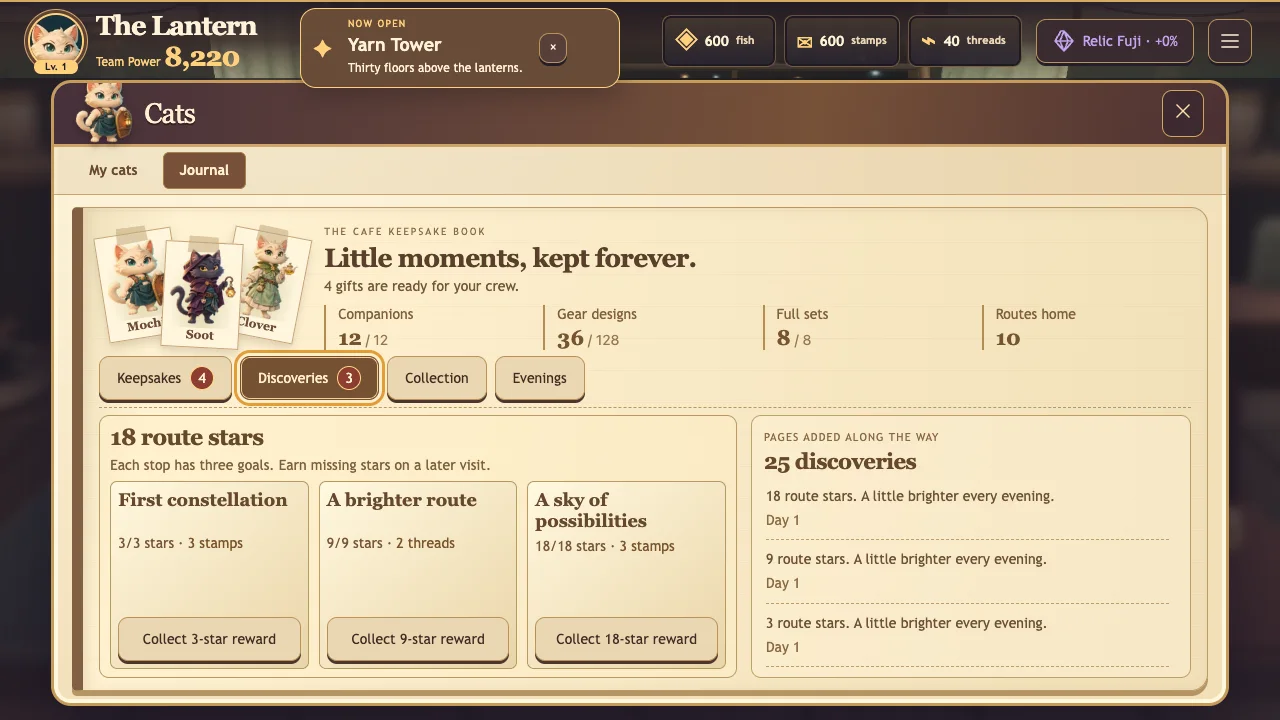 The Lantern
Team Power 8,220
Lv. 1
NOW OPEN
Yarn Tower
Thirty floors above the lanterns.
×
600 fish
600 stamps
40 threads
Relic Fuji · +0%
Cats
My cats
Journal
Moch
Soot
Clover
THE CAFE KEEPSAKE BOOK
Little moments, kept forever.
4 gifts are ready for your crew.
Companions
12 / 12
Gear designs
36 / 128
Full sets
8 / 8
Routes home
10
Keepsakes 4
Discoveries 3
Collection
Evenings
18 route stars
Each stop has three goals. Earn missing stars on a later visit.
First constellation
3/3 stars · 3 stamps
Collect 3-star reward
A brighter route
9/9 stars · 2 threads
Collect 9-star reward
A sky of
possibilities
18/18 stars · 3 stamps
Collect 18-star reward
PAGES ADDED ALONG THE WAY
25 discoveries
18 route stars. A little brighter every evening.
Day 1
9 route stars. A little brighter every evening.
Day 1
3 route stars. A little brighter every evening.
Day 1